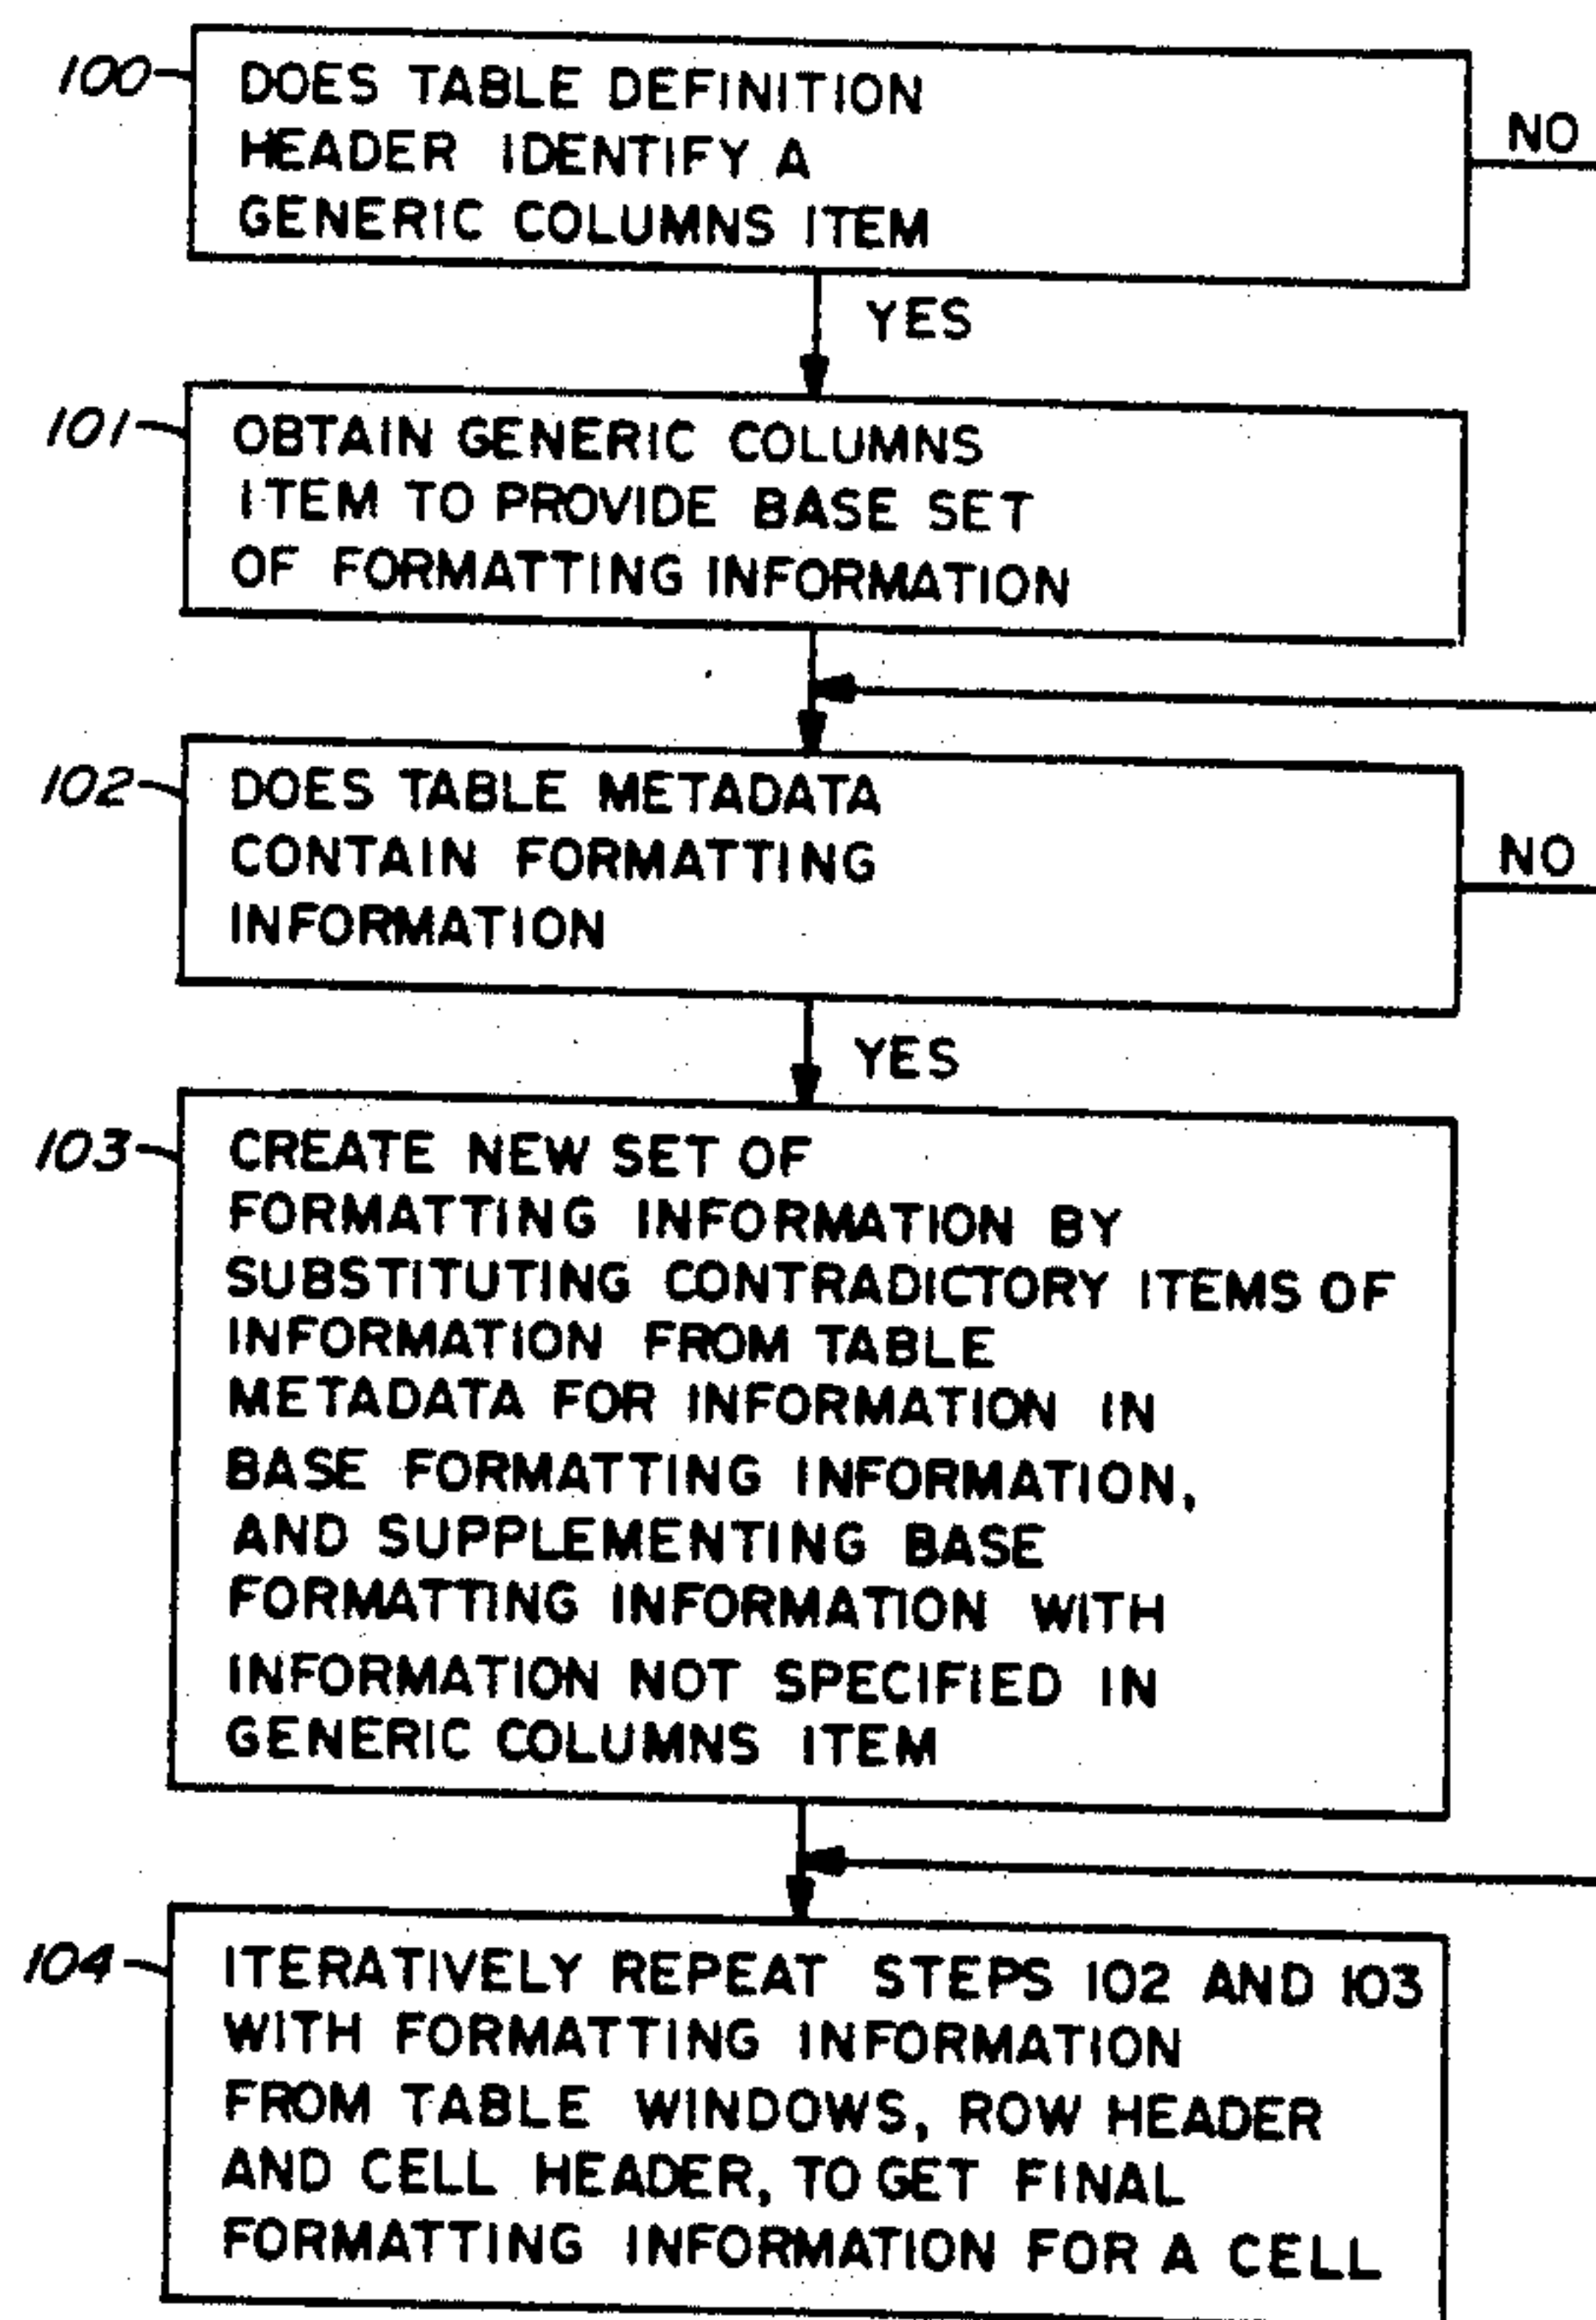 100
DOES TABLE DEFINITION
HEADER IDENTIFY A
GENERIC COLUMNS ITEM
NO
YES
101
OBTAIN GENERIC COLUMNS
ITEM TO PROVIDE BASE SET
OF FORMATTING INFORMATION
102
DOES TABLE METADATA
CONTAIN FORMATTING
INFORMATION
NO
YES
103
CREATE NEW SET OF
FORMATTING INFORMATION BY
SUBSTITUTING CONTRADICTORY ITEMS OF
INFORMATION FROM TABLE
METADATA FOR INFORMATION IN
BASE FORMATTING INFORMATION,
AND SUPPLEMENTING BASE
FORMATTING INFORMATION WITH
INFORMATION NOT SPECIFIED IN
GENERIC COLUMNS ITEM
104
ITERATIVELY REPEAT STEPS 102 AND 103
WITH FORMATTING INFORMATION
FROM TABLE WINDOWS, ROW HEADER
AND CELL HEADER, TO GET FINAL
FORMATTING INFORMATION FOR A CELL